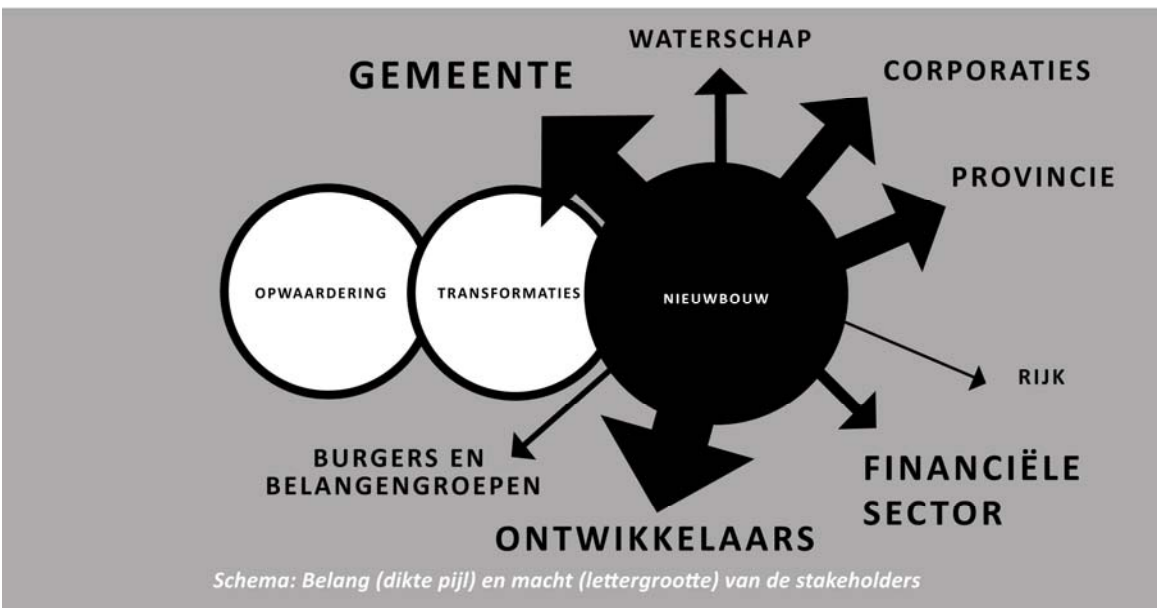 WATERSCHAP
GEMEENTE
CORPORATIES
PROVINCIE
OPWAARDERING
TRANSFORMATIES
NIEUWBOUW
RIJK
BURGERS EN
BELANGENGROEPEN
FINANCIËLE
SECTOR
ONTWIKKELAARS
Schema: Belang (dikte pijl) en macht (lettergrootte) van de stakeholders